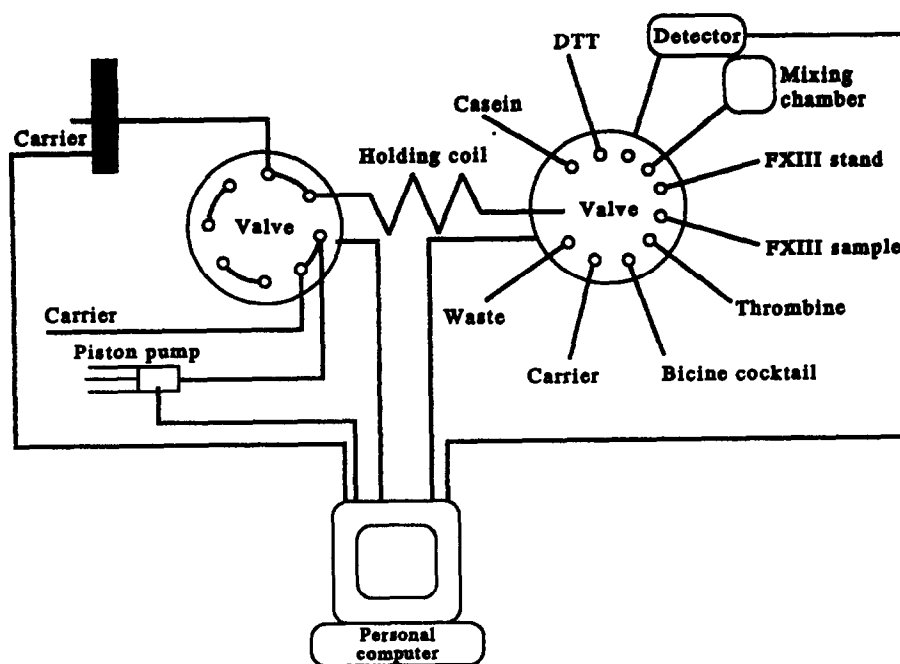 DTT
Detector
Mixing
chamber
Casein
Carrier
Holding coil
FXIII stand
Valve
Valve
FXIII sample
Waste
Thrombine
Carrier
Piston pump
Carrier
Bicine cocktail
Personal
computer